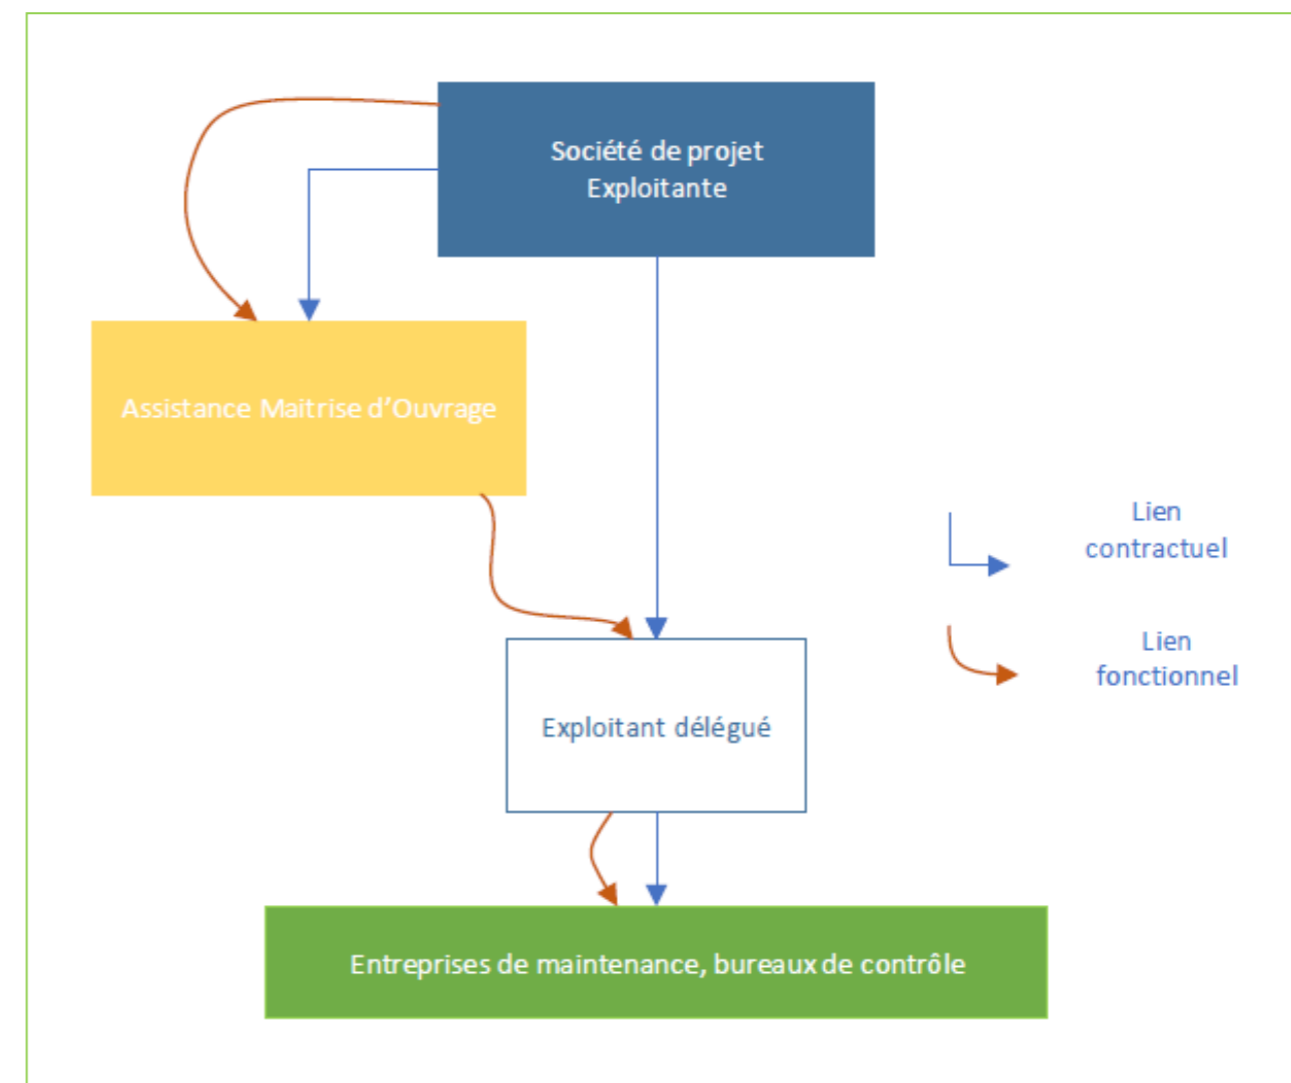 Société de projet
Exploitante
Assistance Maitrise d'Ouvrage
Lien
contractuel
Lien
fonctionnel
Exploitant délégué
Entreprises de maintenance, bureaux de contrôle